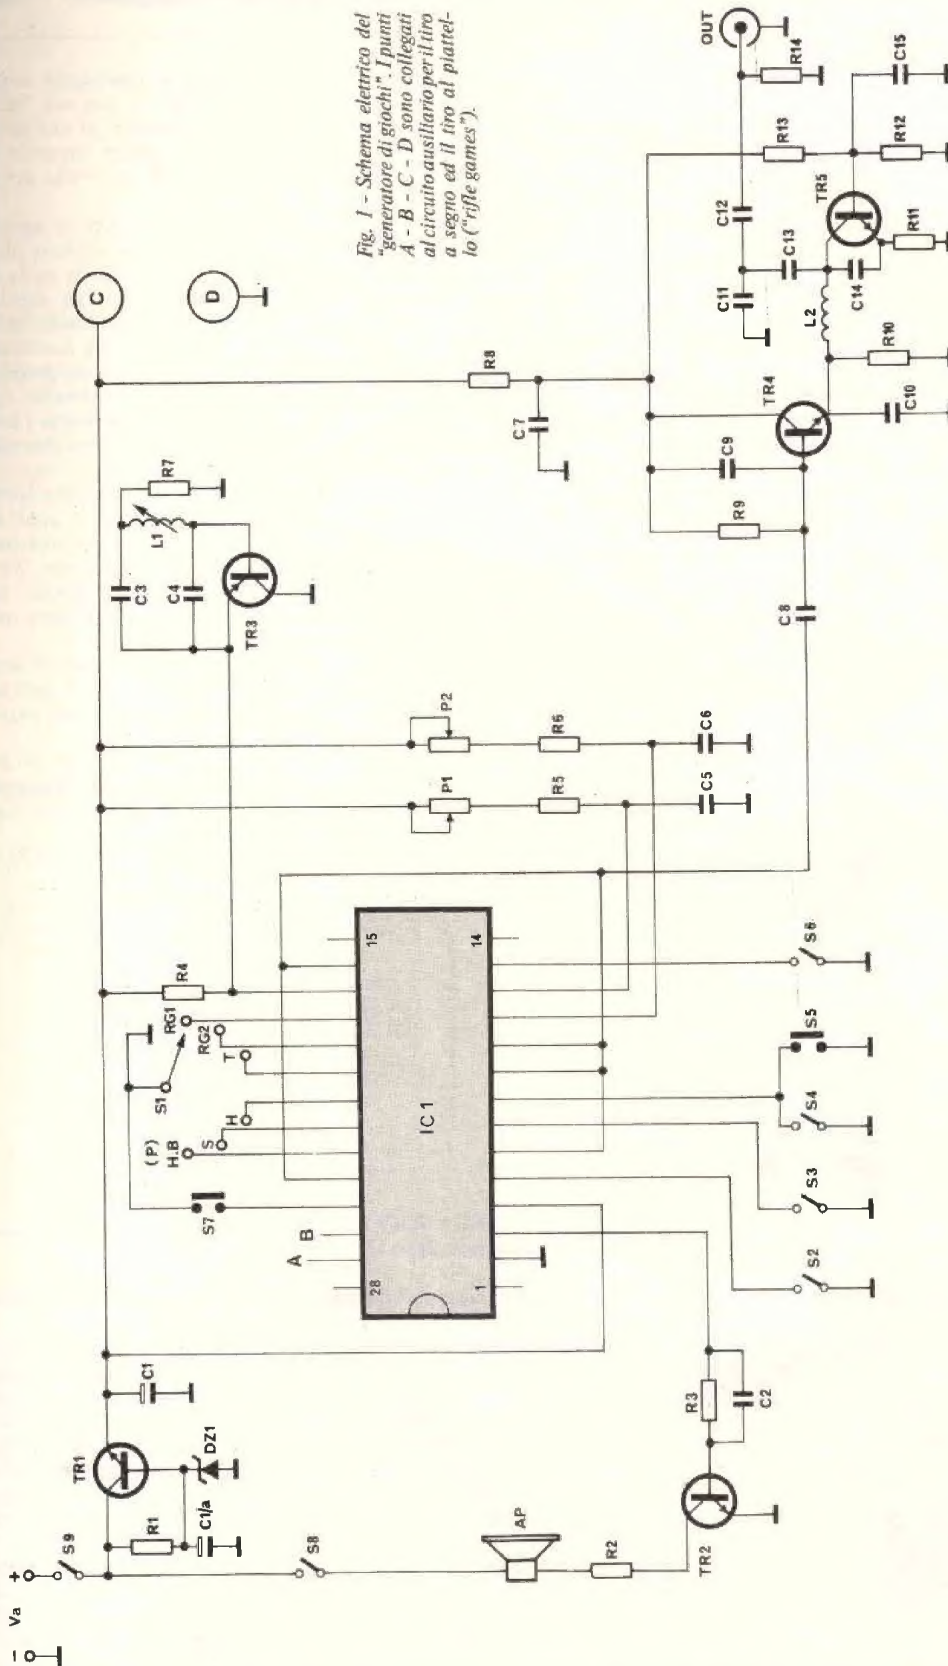 Fig. 1 - Schema elettrico del
"generatore di giochi". I punti
A - B - C - D sono collegati
al circuito ausiliario per il tiro
a segno ed il tiro al piattel-
lo ("rifle games").
- Va +
S9
R1
C1/a
DZ1
TR1
C1
S8
AP
R2
TR2
R3
C2
A
B
S7
(P)
H.B
S
H
T
RG2
RG1
S1
R4
28
15
IC 1
1
14
S2
S3
S4
S5
S6
P1
P2
R5
R6
C5
C6
C3
C4
L1
R7
TR3
C
D
R8
C7
C8
R9
C9
TR4
C10
R10
L2
C11
C12
C13
C14
TR5
R11
R12
R13
C15
R14
OUT